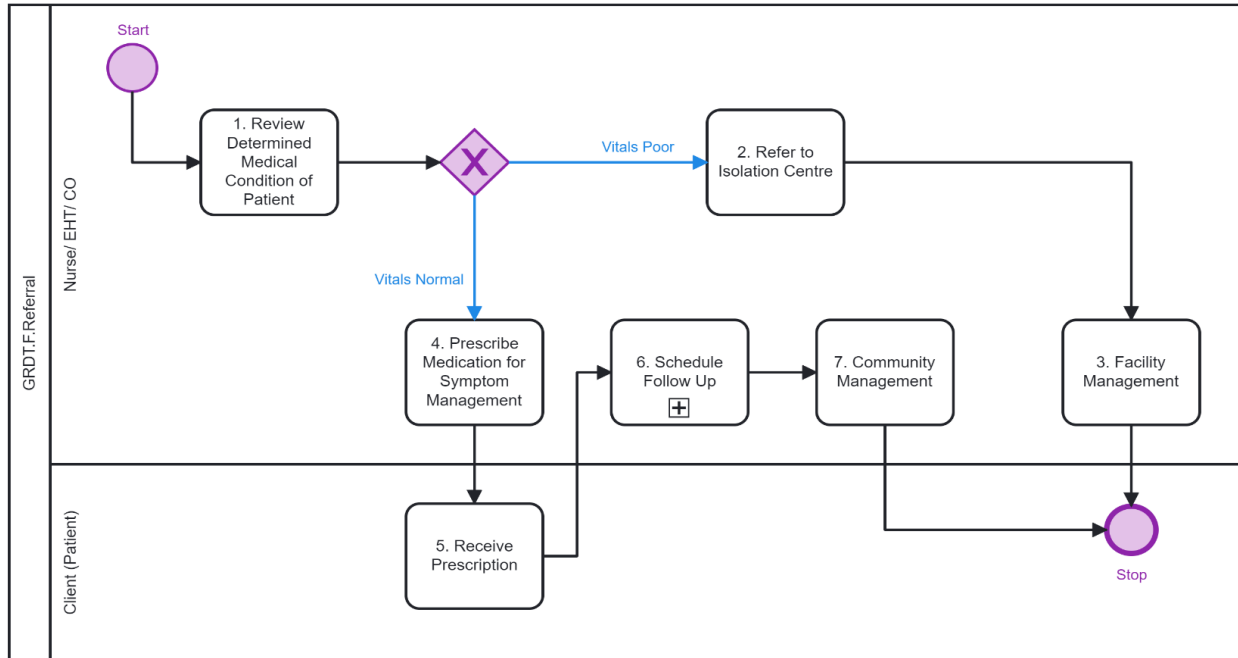 GRDT.F.Referral
Nurse/ EHT/ CO
Start
1. Review
Determined
Medical
Condition of
Patient
X
Vitals Poor
2. Refer to
Isolation Centre
Vitals Normal
4. Prescribe
Medication for
Symptom
Management
6. Schedule
Follow Up
7. Community
Management
3. Facility
Management
Client (Patient)
5. Receive
Prescription
Stop